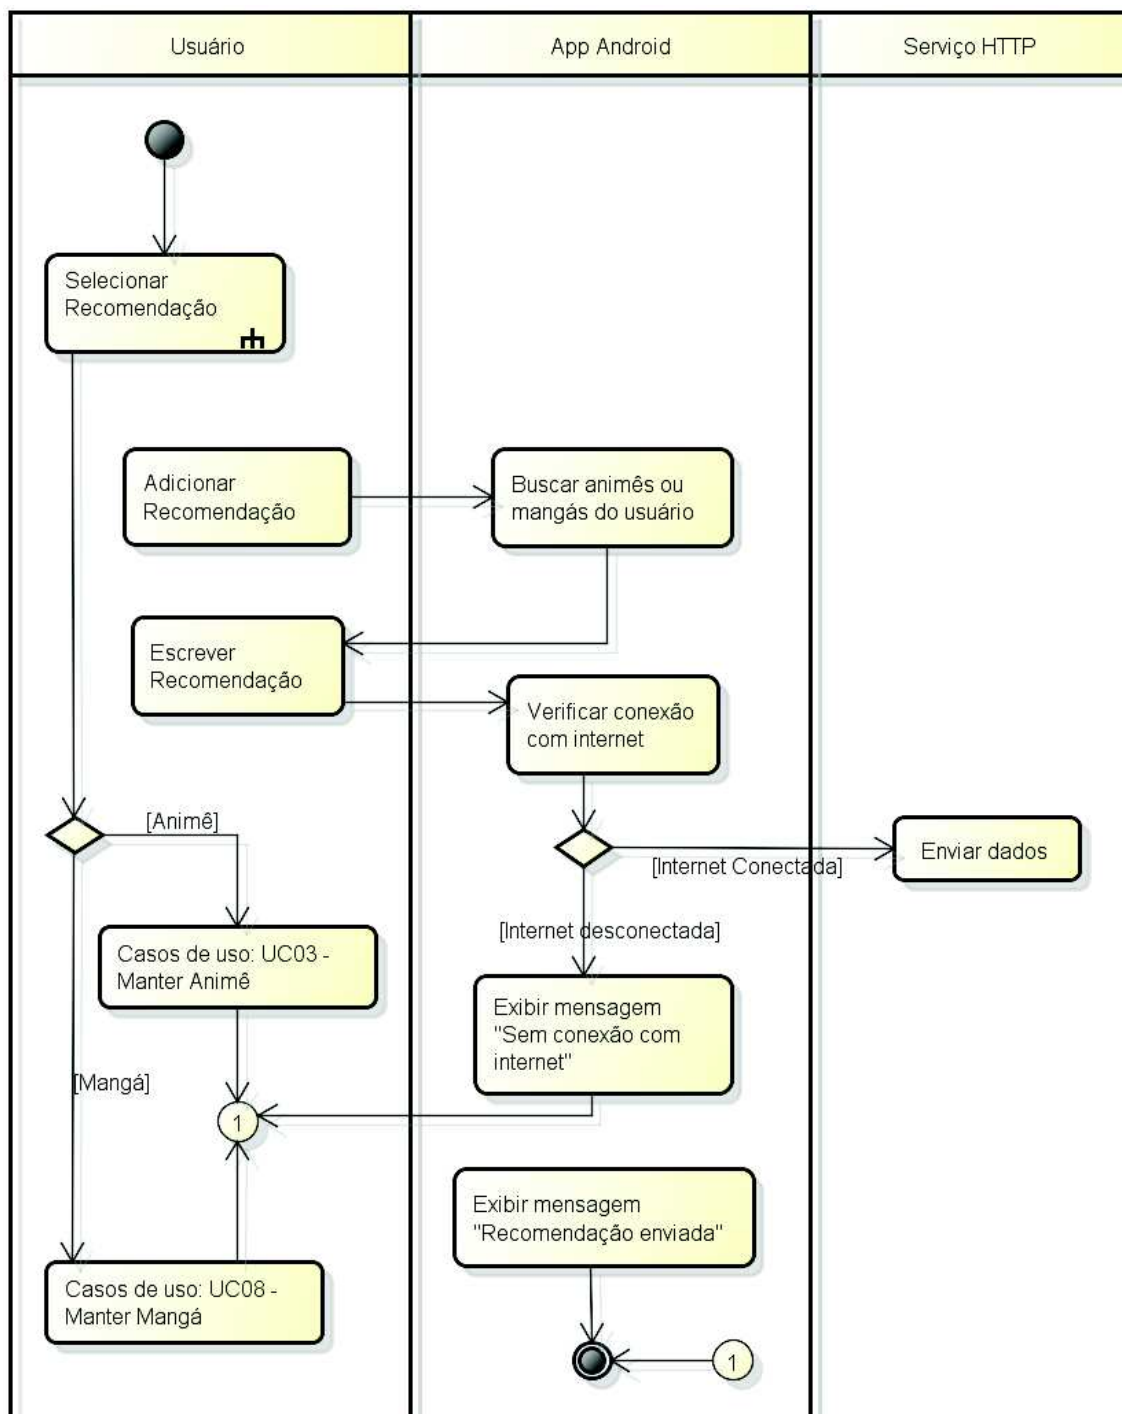 Usuário
App Android
Serviço HTTP
Selecionar
Recomendação
Adicionar
Recomendação
Buscar animês ou
mangás do usuário
Escrever
Recomendação
Verificar conexão
com internet
[Animê]
[Internet Conectada]
Enviar dados
[Internet desconectada]
Casos de uso: UC03 -
Manter Animê
Exibir mensagem
"Sem conexão com
internet"
[Mangá]
1
Exibir mensagem
"Recomendação enviada"
Casos de uso: UC08 -
Manter Mangá
1